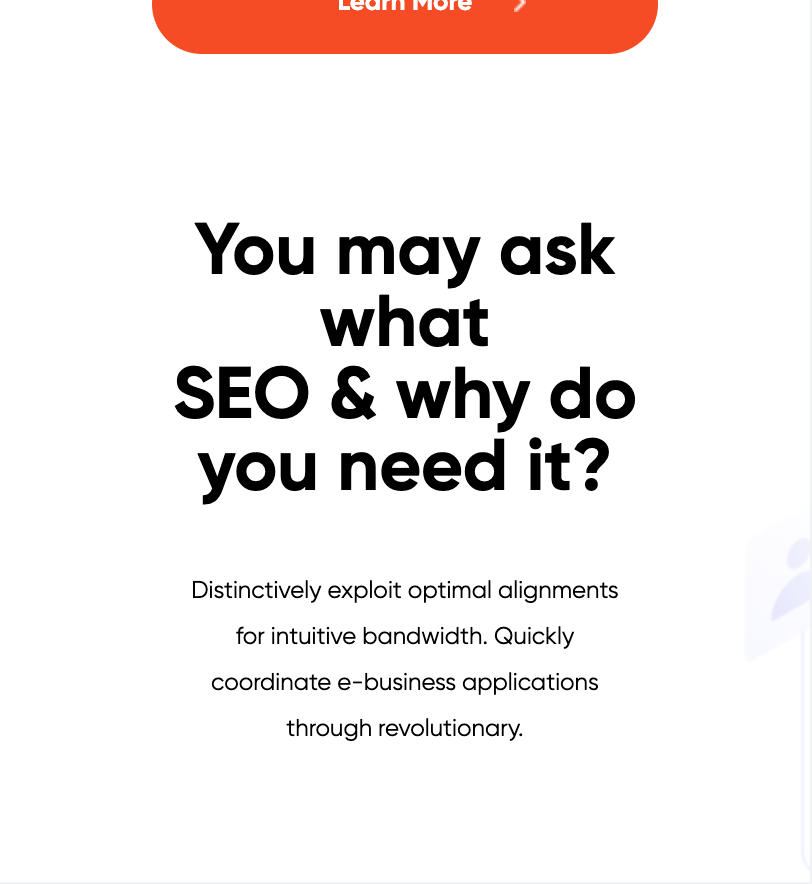 Learn More
You may ask
what
SEO & why do
you need it?
Distinctively exploit optimal alignments
for intuitive bandwidth. Quickly
coordinate e-business applications
through revolutionary.